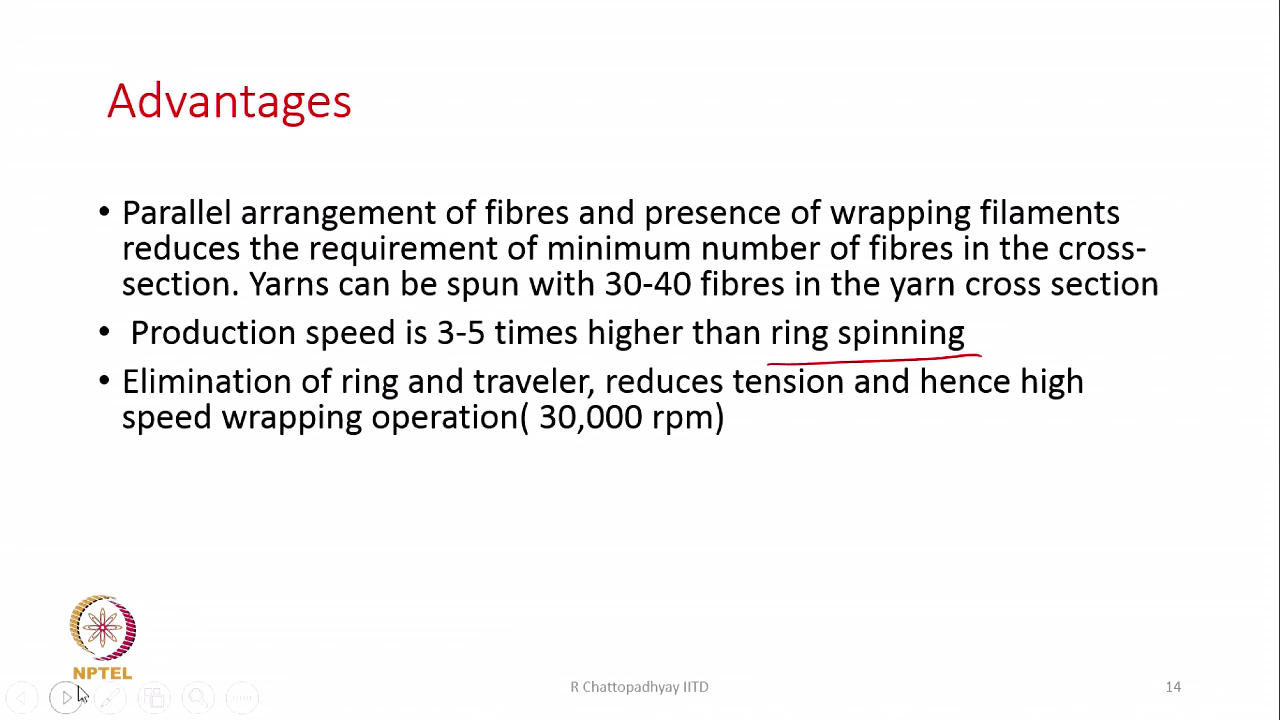 Advantages
• Parallel arrangement of fibres and presence of wrapping filaments
reduces the requirement of minimum number of fibres in the cross-
section. Yarns can be spun with 30-40 fibres in the yarn cross section
• Production speed is 3-5 times higher than ring spinning
• Elimination of ring and traveler, reduces tension and hence high
speed wrapping operation( 30,000 rpm)
NPTEL
R Chattopadhyay IITD
14